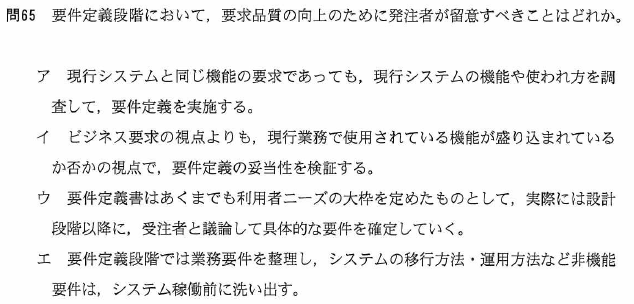 問65 要件定義段階において，要求品質の向上のために発注者が留意すべきことはどれか。
ア 現行システムと同じ機能の要求であっても，現行システムの機能や使われ方を調
査して，要件定義を実施する。
イ ビジネス要求の視点よりも，現行業務で使用されている機能が盛り込まれている
か否かの視点で，要件定義の妥当性を検証する。
ウ 要件定義書はあくまでも利用者ニーズの大枠を定めたものとして，実際には設計
段階以降に，受注者と議論して具体的な要件を確定していく。
エ 要件定義段階では業務要件を整理し，システムの移行方法・運用方法など非機能
要件は，システム稼働前に洗い出す。